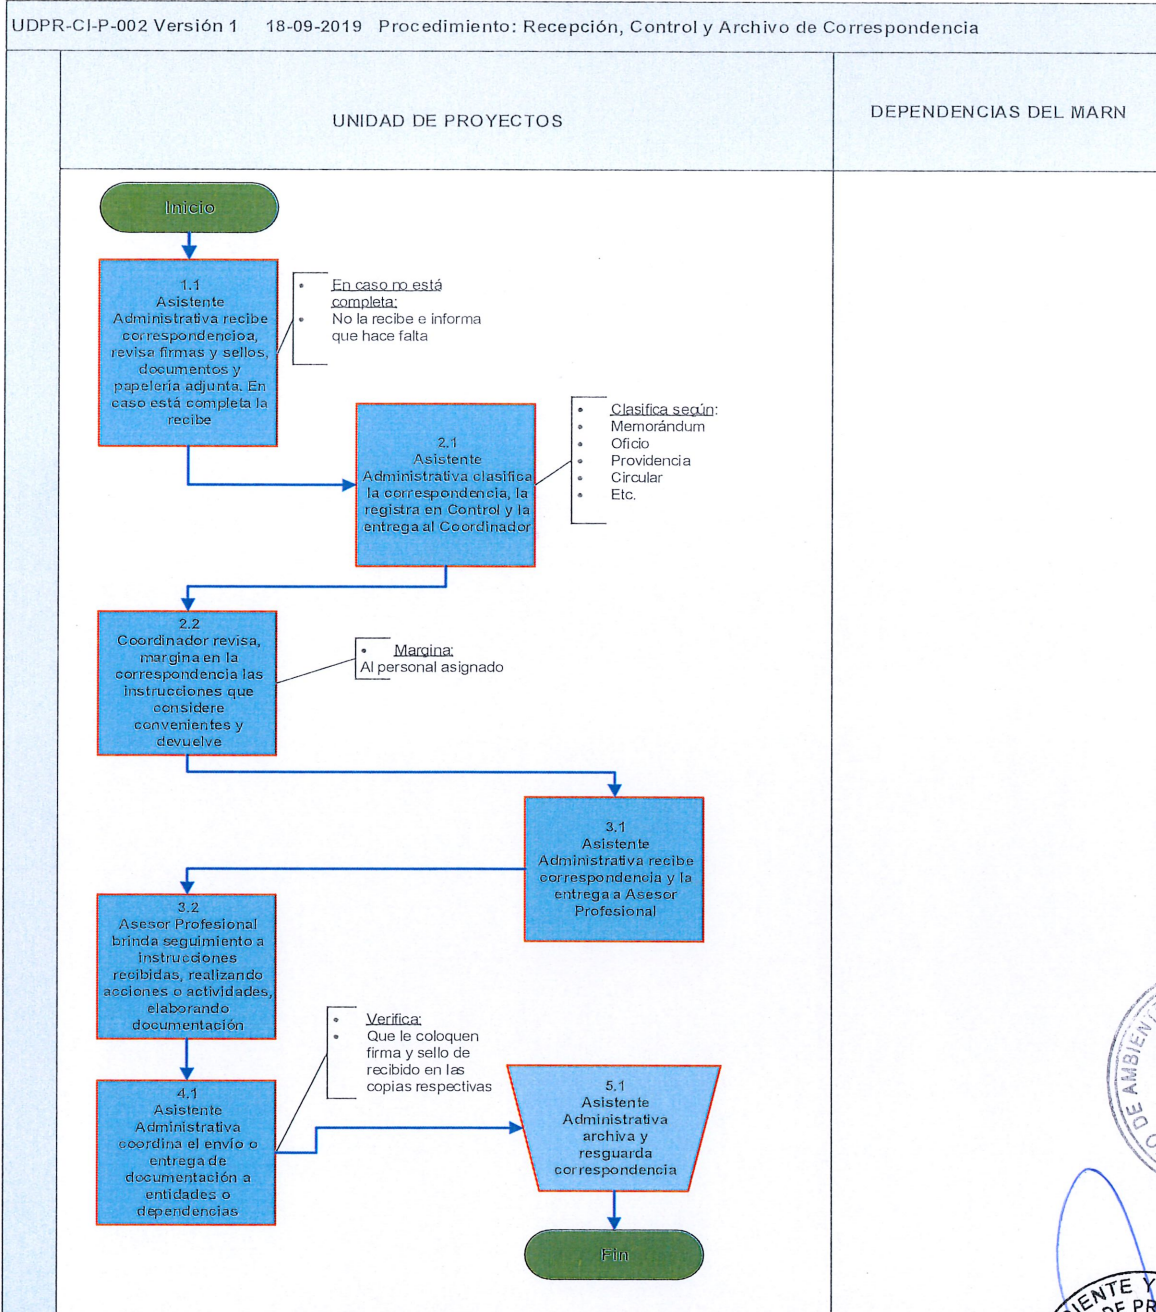 UDPR-CI-P-002 Versión 1 18-09-2019 Procedimiento: Recepción, Control y Archivo de Correspondencia
UNIDAD DE PROYECTOS
DEPENDENCIAS DEL MARN
Inicio
1.1
Asistente
Administrativa recibe
correspondencioa,
revisa firmas y sellos,
documentos y
papelería adjunta. En
caso está completa la
recibe
• En caso no está
completa:
• No la recibe e informa
que hace falta
2.1
Asistente
Administrativa clasifica
la correspondencia, la
registra en Control y la
entrega al Coordinador
• Clasifica según:
• Memorándum
• Oficio
• Providencia
• Circular
• Etc.
2.2
Coordinador revisa,
margina en la
correspondencia las
instrucciones que
considere
convenientes y
devuelve
• Margina:
Al personal asignado
3.1
Asistente
Administrativa recibe
correspondencia y la
entrega a Asesor
Profesional
3.2
Asesor Profesional
brinda seguimiento a
instrucciones
recibidas, realizando
acciones o actividades,
elaborando
documentación
• Verifica:
• Que le coloquen
firma y sello de
recibido en las
copias respectivas
4.1
Asistente
Administrativa
coordina el envío o
entrega de
documentación a
entidades o
dependencias
5.1
Asistente
Administrativa
archiva y
resguarda
correspondencia
Fin
DE AMBIENT
IENTE Y
DE PR